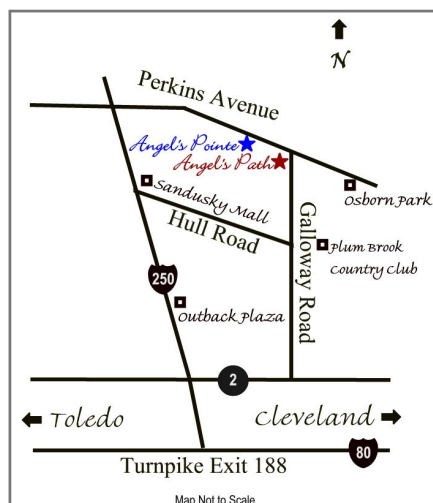 N
Perkins Avenue
Angel's Pointe
Angel's Path
Sandusky Mall
Osborn Park
Hull Road
Galloway Road
Plum Brook
Country Club
250
Outback Plaza
2
Toledo
Cleveland
80
Turnpike Exit 188
Map Not to Scale